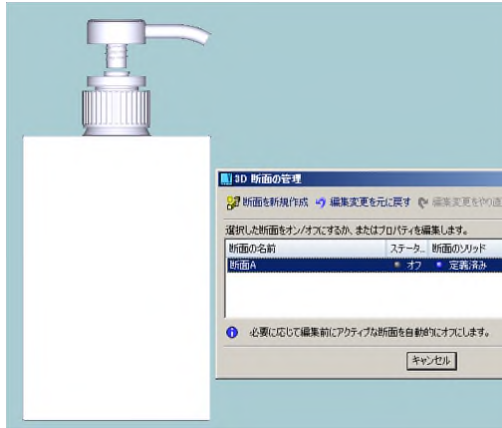 3D 断面の管理
断面を新規作成 編集変更を元に戻す 編集変更をやり直
選択した断面をオン/オフにするか、またはプロパティを編集します。
断面の名前 ステータ... 断面のソリッド
断面A オフ 定義済み
必要に応じて編集前にアクティブな断面を自動的にオフにします。
キャンセル